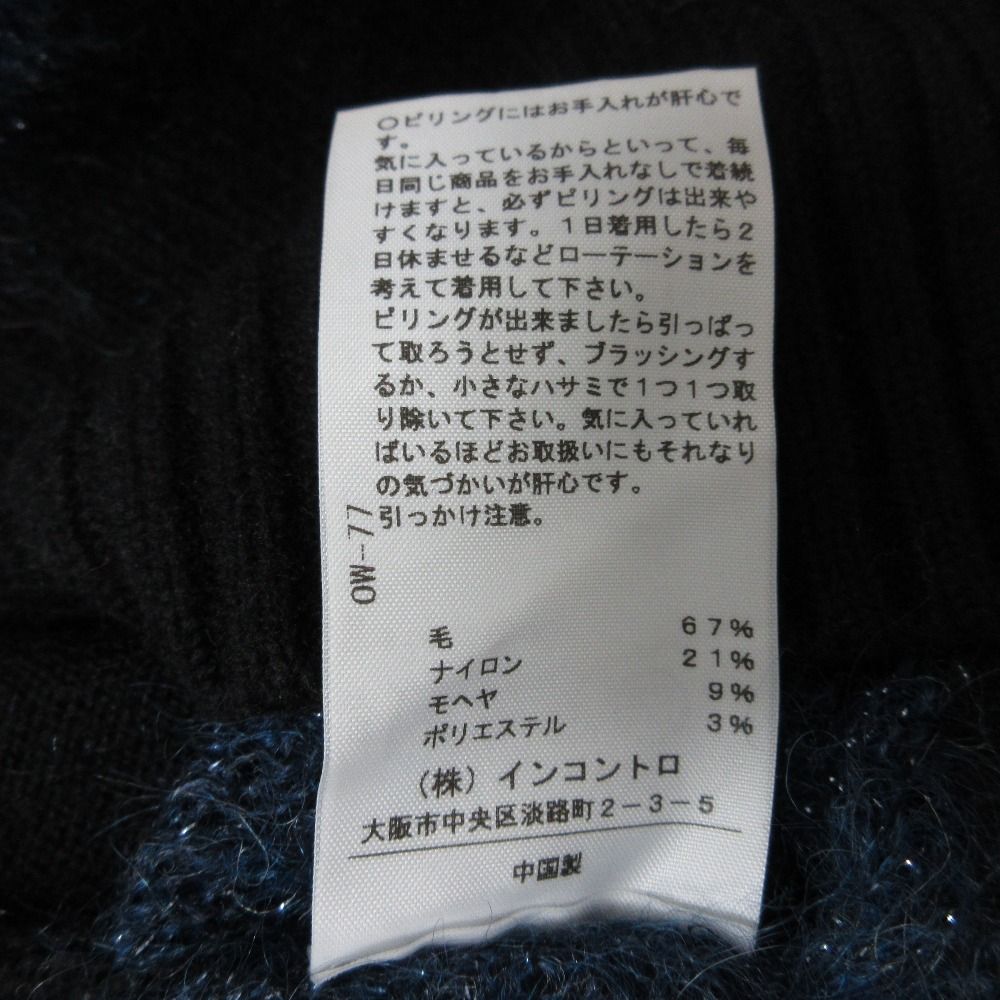 ○ピリングにはお手入れが肝心で
す。
気に入っているからといって、毎
日同じ商品をお手入れなしで着続
けますと、必ずピリングは出来や
すくなります。１日着用したら２
日休ませるなどローテーションを
考えて着用して下さい。
ピリングが出来ましたら引っぱっ
て取ろうとせず、ブラッシングす
るか、小さなハサミで１つ１つ取
り除いて下さい。気に入っていれ
ばいるほどお取扱いにもそれなり
の気づかいが肝心です。
引っかけ注意。
OW-77
毛 ６７％
ナイロン ２１％
モヘヤ ９％
ポリエステル ３％
（株）インコントロ
大阪市中央区淡路町２－３－５
中国製